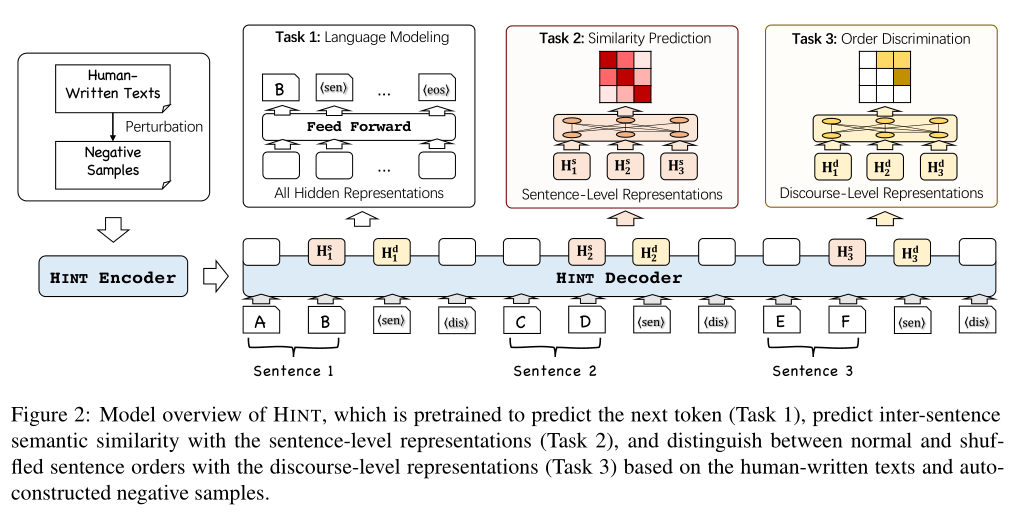 Human-
Written Texts
Perturbation
Negative
Samples
HINT Encoder
Task 1: Language Modeling
B ⟨sen⟩ ... ⟨eos⟩
Feed Forward
...
All Hidden Representations
Task 2: Similarity Prediction
H₁ˢ H₂ˢ H₃ˢ
Sentence-Level Representations
Task 3: Order Discrimination
H₁ᵈ H₂ᵈ H₃ᵈ
Discourse-Level Representations
H₁ˢ H₁ᵈ H₂ˢ H₂ᵈ H₃ˢ H₃ᵈ
HINT Decoder
A B ⟨sen⟩ ⟨dis⟩ C D ⟨sen⟩ ⟨dis⟩ E F ⟨sen⟩ ⟨dis⟩
Sentence 1 Sentence 2 Sentence 3
Figure 2: Model overview of HINT, which is pretrained to predict the next token (Task 1), predict inter-sentence
semantic similarity with the sentence-level representations (Task 2), and distinguish between normal and shuf-
fled sentence orders with the discourse-level representations (Task 3) based on the human-written texts and auto-
constructed negative samples.